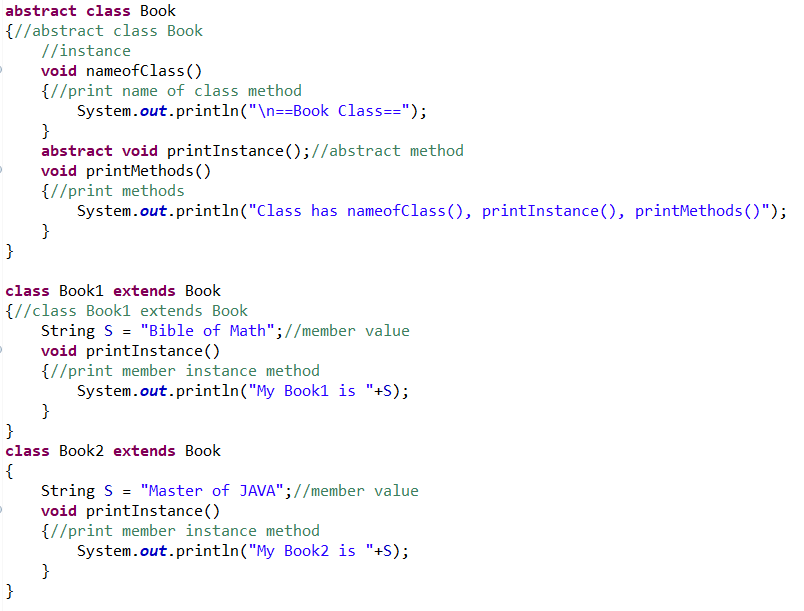 abstract class Book
{//abstract class Book
    //instance
    void nameofClass()
    {//print name of class method
        System.out.println("\n==Book Class==");
    }
    abstract void printInstance();//abstract method
    void printMethods()
    {//print methods
        System.out.println("Class has nameofClass(), printInstance(), printMethods()");
    }
}

class Book1 extends Book
{//class Book1 extends Book
    String S = "Bible of Math";//member value
    void printInstance()
    {//print member instance method
        System.out.println("My Book1 is "+S);
    }
}
class Book2 extends Book
{
    String S = "Master of JAVA";//member value
    void printInstance()
    {//print member instance method
        System.out.println("My Book2 is "+S);
    }
}